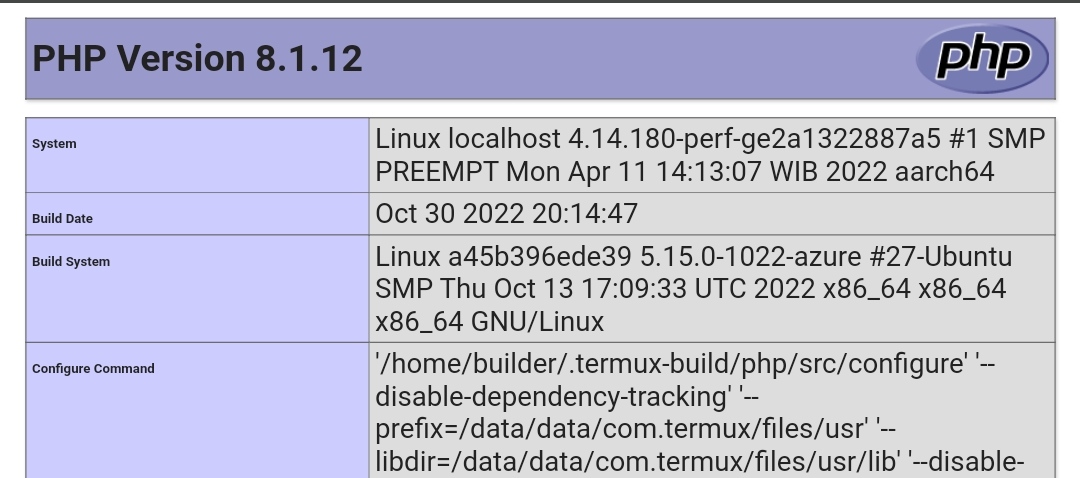 PHP Version 8.1.12
php
System
Linux localhost 4.14.180-perf-ge2a1322887a5 #1 SMP
PREEMPT Mon Apr 11 14:13:07 WIB 2022 aarch64
Build Date
Oct 30 2022 20:14:47
Build System
Linux a45b396ede39 5.15.0-1022-azure #27-Ubuntu
SMP Thu Oct 13 17:09:33 UTC 2022 x86_64 x86_64
x86_64 GNU/Linux
Configure Command
'/home/builder/.termux-build/php/src/configure' '--
disable-dependency-tracking' '--
prefix=/data/data/com.termux/files/usr' '--
libdir=/data/data/com.termux/files/usr/lib' '--disable-